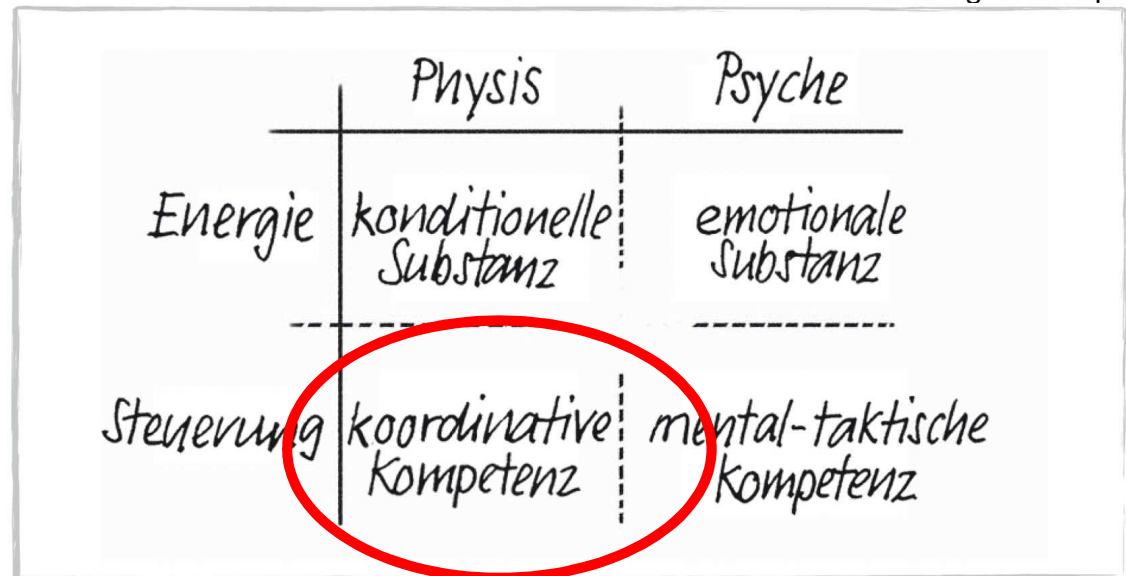 Physis Psyche
Energie konditionelle emotionale
Substanz Substanz
Steuerung koordinative mental-taktische
Kompetenz Kompetenz